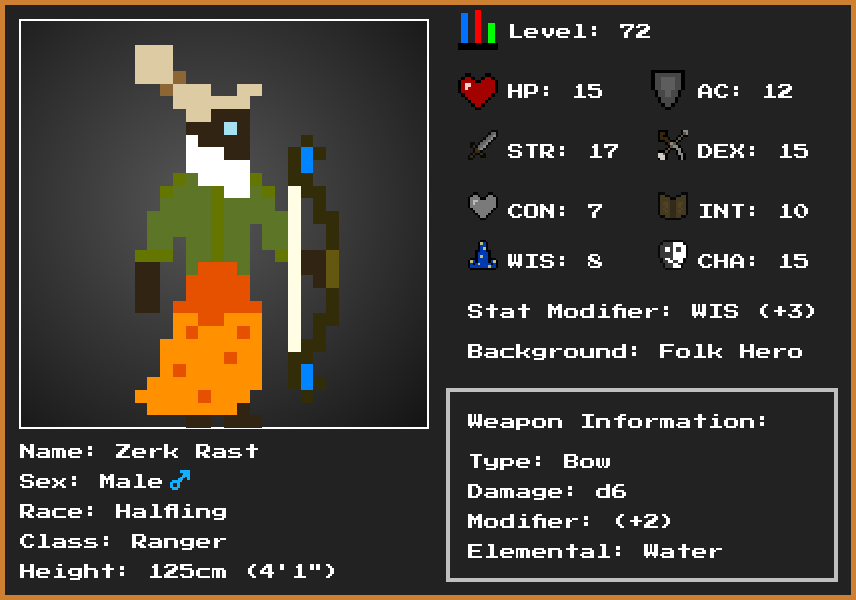 Level: 72
HP: 15 AC: 12
STR: 17 DEX: 15
CON: 7 INT: 10
WIS: 8 CHA: 15
Stat Modifier: WIS (+3)
Background: Folk Hero
Weapon Information:
Type: Bow
Damage: d6
Modifier: (+2)
Elemental: Water
Name: Zerk Rast
Sex: Male ♂
Race: Halfling
Class: Ranger
Height: 125cm (4'1")